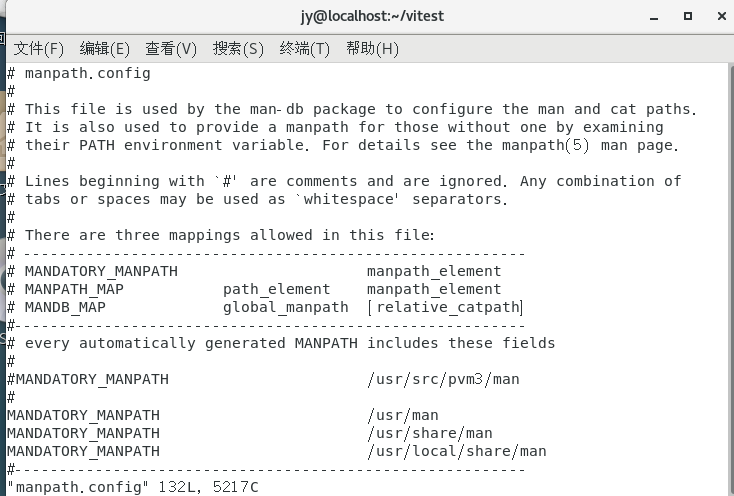 jy@localhost:~/vitest
文件(F) 编辑(E) 查看(V) 搜索(S) 终端(T) 帮助(H)
# manpath.config
#
# This file is used by the man-db package to configure the man and cat paths.
# It is also used to provide a manpath for those without one by examining
# their PATH environment variable. For details see the manpath(5) man page.
#
# Lines beginning with `#' are comments and are ignored. Any combination of
# tabs or spaces may be used as `whitespace' separators.
#
# There are three mappings allowed in this file:
# --------------------------------------------------------
# MANDATORY_MANPATH                     manpath_element
# MANPATH_MAP           path_element    manpath_element
# MANDB_MAP             global_manpath  [relative_catpath]
#---------------------------------------------------------
# every automatically generated MANPATH includes these fields
#
#MANDATORY_MANPATH                      /usr/src/pvm3/man
#
MANDATORY_MANPATH                       /usr/man
MANDATORY_MANPATH                       /usr/share/man
MANDATORY_MANPATH                       /usr/local/share/man
#---------------------------------------------------------
"manpath.config" 132L, 5217C